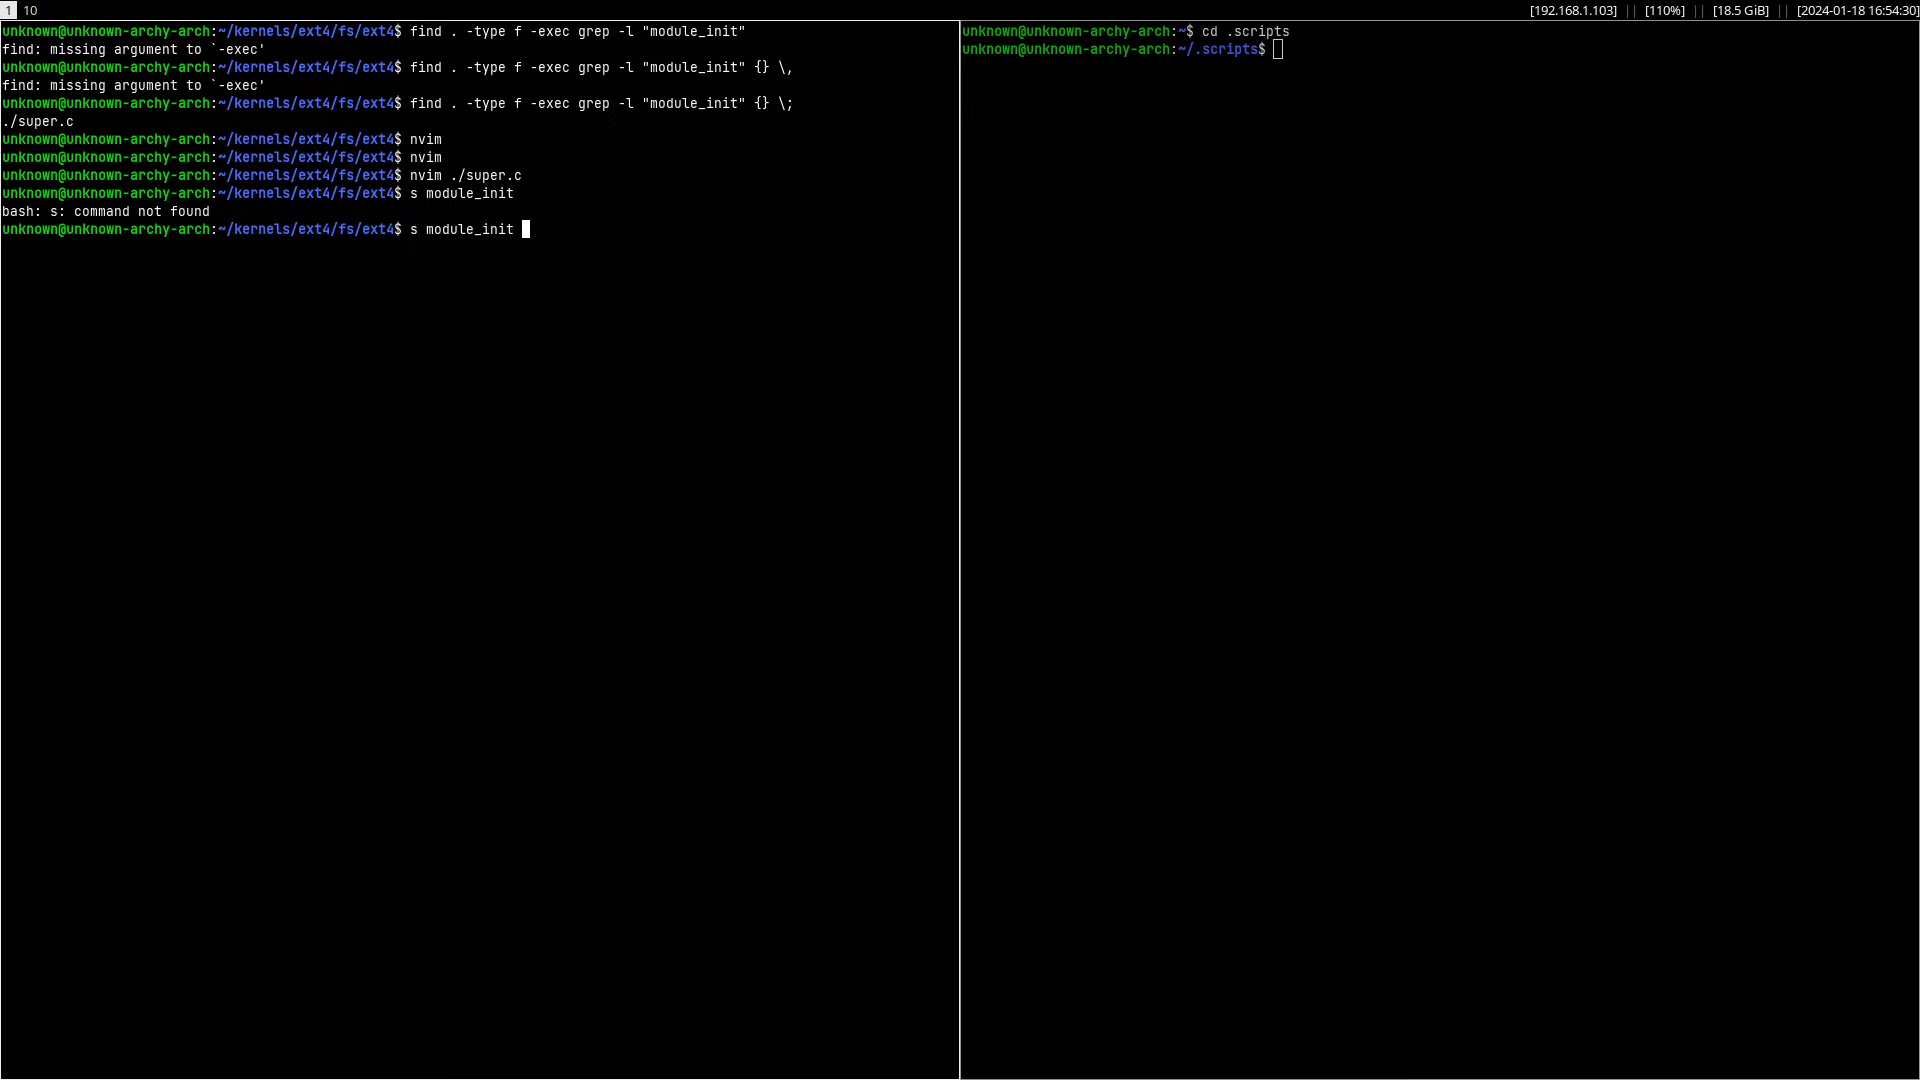 1 10 [192.168.1.103] || [110%] || [18.5 GiB] || [2024-01-18 16:54:30]
unknown@unknown-archy-arch:~/kernels/ext4/fs/ext4$ find . -type f -exec grep -l "module_init"
find: missing argument to `-exec'
unknown@unknown-archy-arch:~/kernels/ext4/fs/ext4$ find . -type f -exec grep -l "module_init" {} \,
find: missing argument to `-exec'
unknown@unknown-archy-arch:~/kernels/ext4/fs/ext4$ find . -type f -exec grep -l "module_init" {} \;
./super.c
unknown@unknown-archy-arch:~/kernels/ext4/fs/ext4$ nvim
unknown@unknown-archy-arch:~/kernels/ext4/fs/ext4$ nvim
unknown@unknown-archy-arch:~/kernels/ext4/fs/ext4$ nvim ./super.c
unknown@unknown-archy-arch:~/kernels/ext4/fs/ext4$ s module_init
bash: s: command not found
unknown@unknown-archy-arch:~/kernels/ext4/fs/ext4$ s module_init
unknown@unknown-archy-arch:~$ cd .scripts
unknown@unknown-archy-arch:~/.scripts$